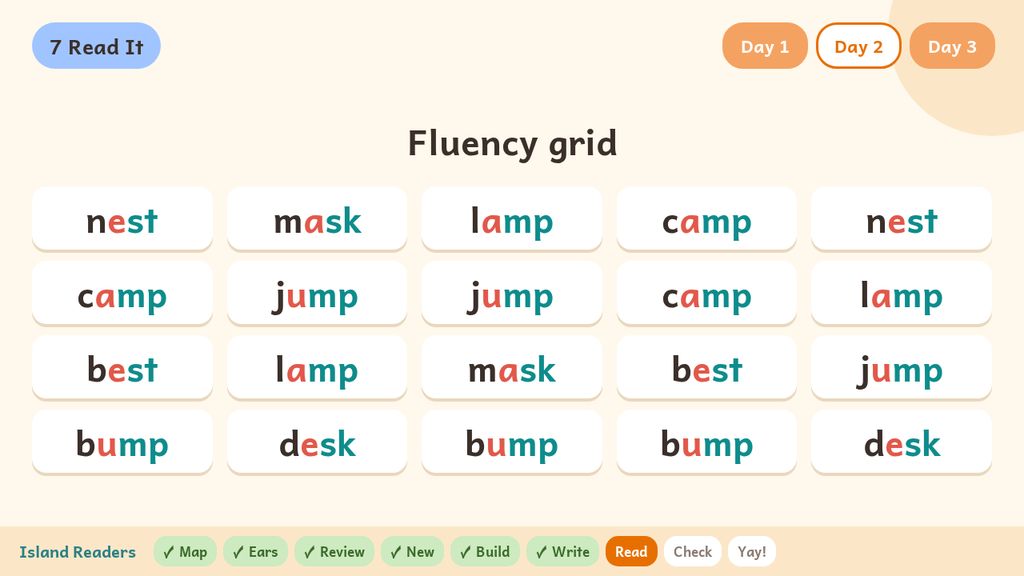 7 Read It
Day 1 Day 2 Day 3
Fluency grid
nest mask lamp camp nest
camp jump jump camp lamp
best lamp mask best jump
bump desk bump bump desk
Island Readers ✓ Map ✓ Ears ✓ Review ✓ New ✓ Build ✓ Write Read Check Yay!